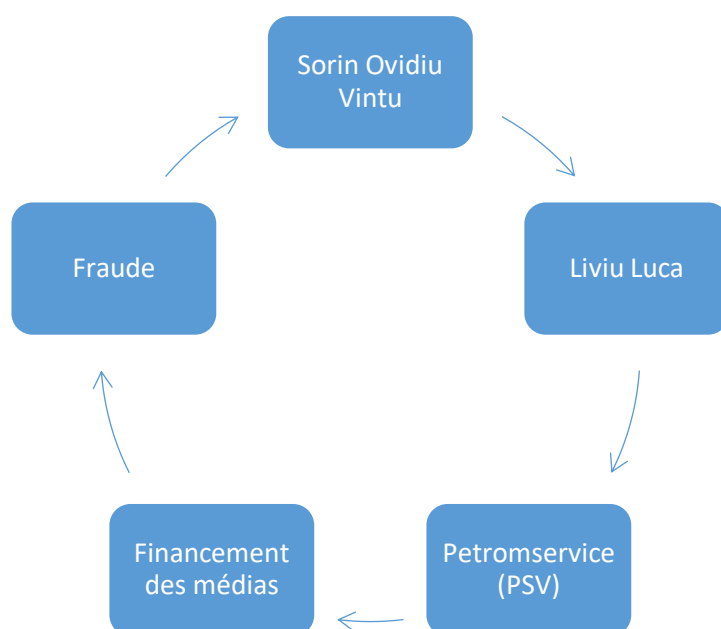 Sorin Ovidiu
Vintu
Liviu Luca
Petromservice
(PSV)
Financement
des médias
Fraude